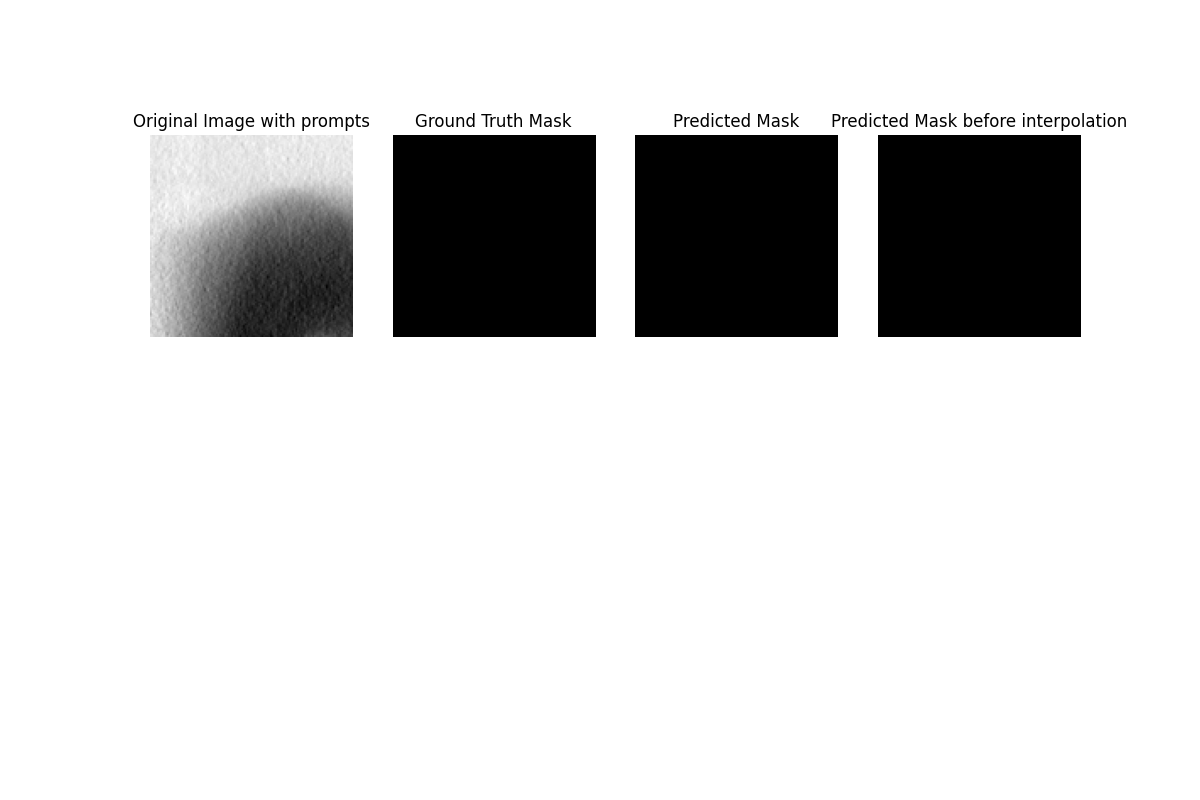 Original Image with prompts
Ground Truth Mask
Predicted Mask
Predicted Mask before interpolation